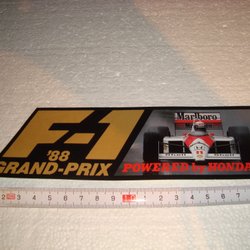 F-1
'88
GRAND-PRIX
Marlboro
POWERED by HONDA